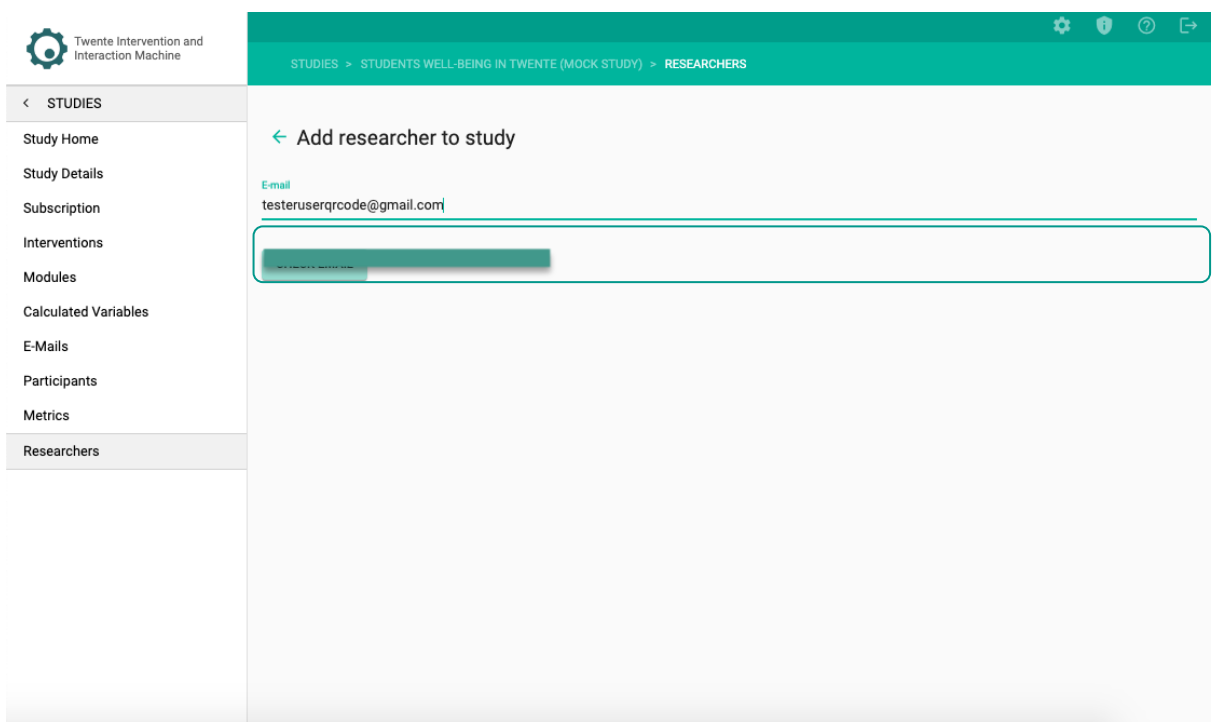 Twente Intervention and
Interaction Machine
STUDIES > STUDENTS WELL-BEING IN TWENTE (MOCK STUDY) > RESEARCHERS
< STUDIES
Study Home
Study Details
Subscription
Interventions
Modules
Calculated Variables
E-Mails
Participants
Metrics
Researchers
← Add researcher to study
E-mail
testeruserqrcode@gmail.com